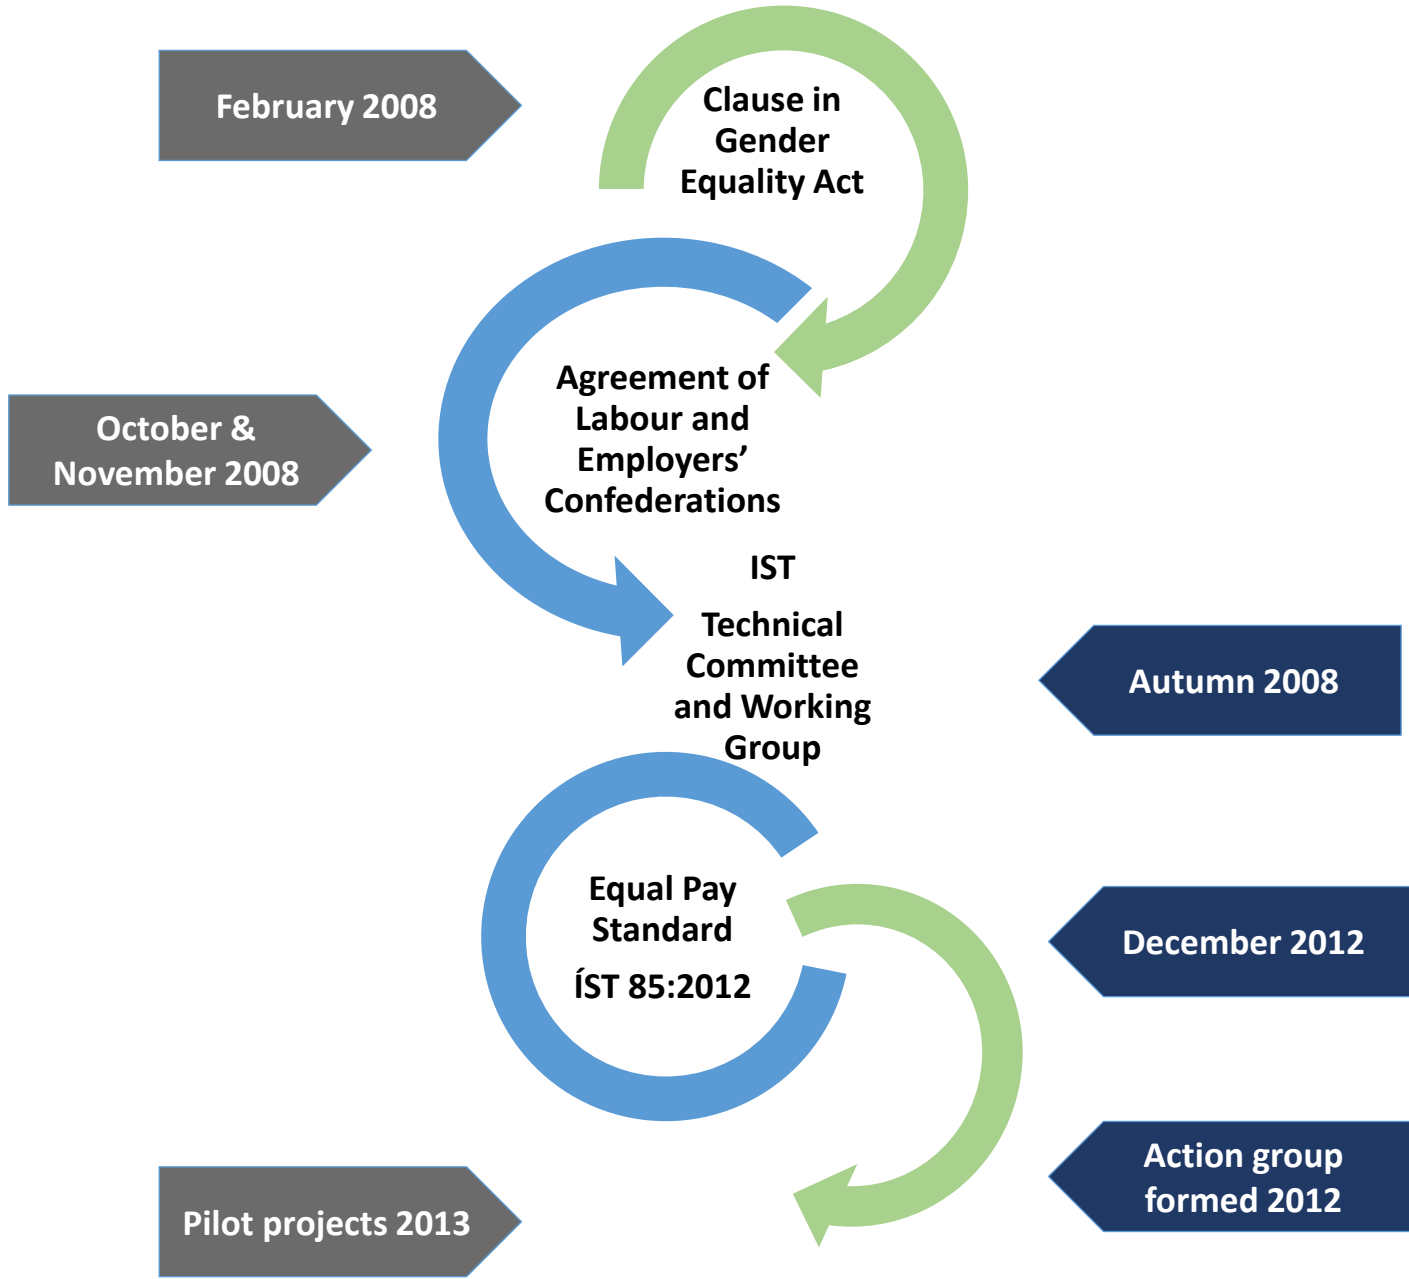 February 2008
Clause in
Gender
Equality Act
October &
November 2008
Agreement of
Labour and
Employers’
Confederations
IST
Technical
Committee
and Working
Group
Autumn 2008
Equal Pay
Standard
ÍST 85:2012
December 2012
Action group
formed 2012
Pilot projects 2013